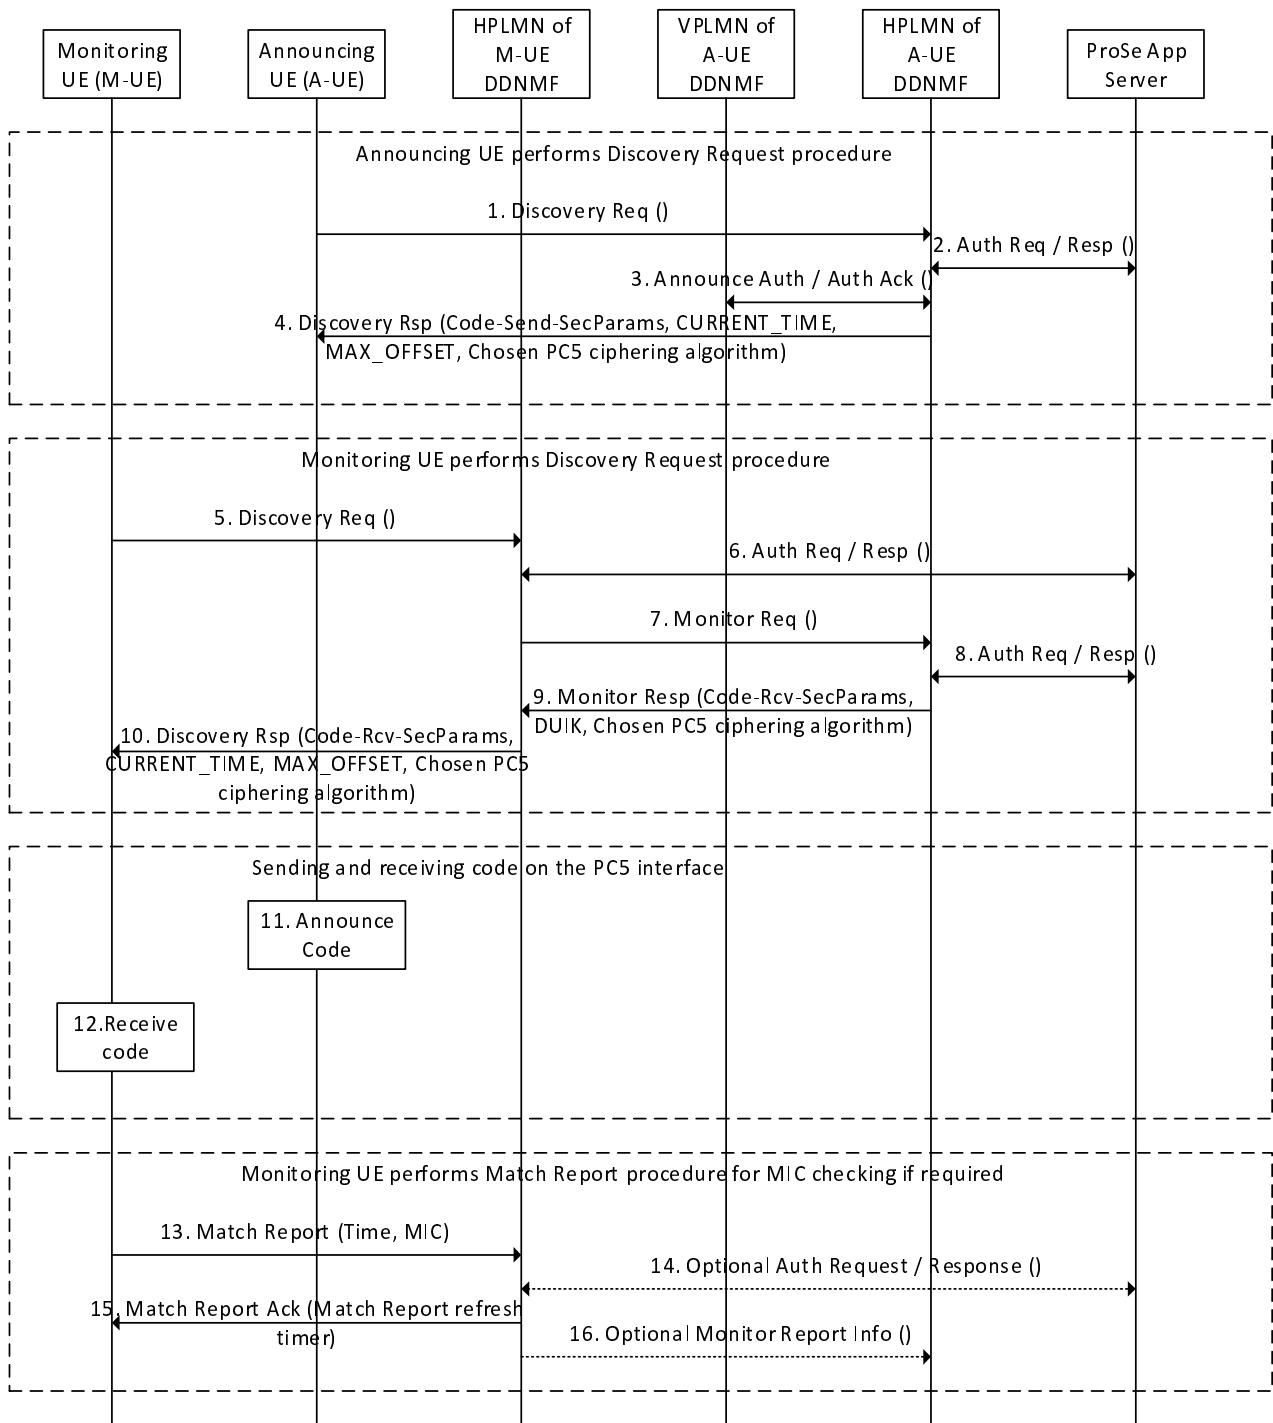 Monitoring
UE (M-UE)
Announcing
UE (A-UE)
HPLMN of
M-UE
DDNMF
VPLMN of
A-UE
DDNMF
HPLMN of
A-UE
DDNMF
ProSe App
Server
Announcing UE performs Discovery Request procedure
1. Discovery Req ()
2. Auth Req / Resp ()
3. Announce Auth / Auth Ack ()
4. Discovery Rsp (Code-Send-SecParams, CURRENT_TIME,
MAX_OFFSET, Chosen PC5 ciphering algorithm)
Monitoring UE performs Discovery Request procedure
5. Discovery Req ()
6. Auth Req / Resp ()
7. Monitor Req ()
8. Auth Req / Resp ()
9. Monitor Resp (Code-Rcv-SecParams,
DUIK, Chosen PC5 ciphering algorithm)
10. Discovery Rsp (Code-Rcv-SecParams,
CURRENT_TIME, MAX_OFFSET, Chosen PC5
ciphering algorithm)
Sending and receiving code on the PC5 interface
11. Announce
Code
12.Receive
code
Monitoring UE performs Match Report procedure for MIC checking if required
13. Match Report (Time, MIC)
14. Optional Auth Request / Response ()
15. Match Report Ack (Match Report refresh
timer)
16. Optional Monitor Report Info ()